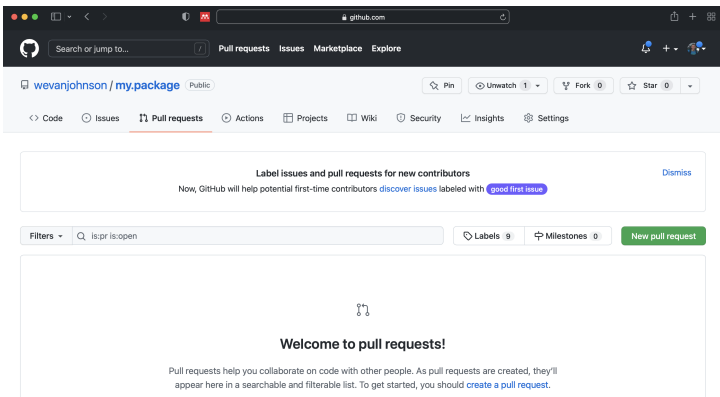 github.com
Search or jump to... /
Pull requests Issues Marketplace Explore
wevanjohnson / my.package Public
Pin Unwatch 1 Fork 0 Star 0
Code Issues Pull requests Actions Projects Wiki Security Insights Settings
Label issues and pull requests for new contributors
Dismiss
Now, GitHub will help potential first-time contributors discover issues labeled with good first issue
Filters is:pr is:open Labels 9 Milestones 0 New pull request
Welcome to pull requests!
Pull requests help you collaborate on code with other people. As pull requests are created, they'll
appear here in a searchable and filterable list. To get started, you should create a pull request.